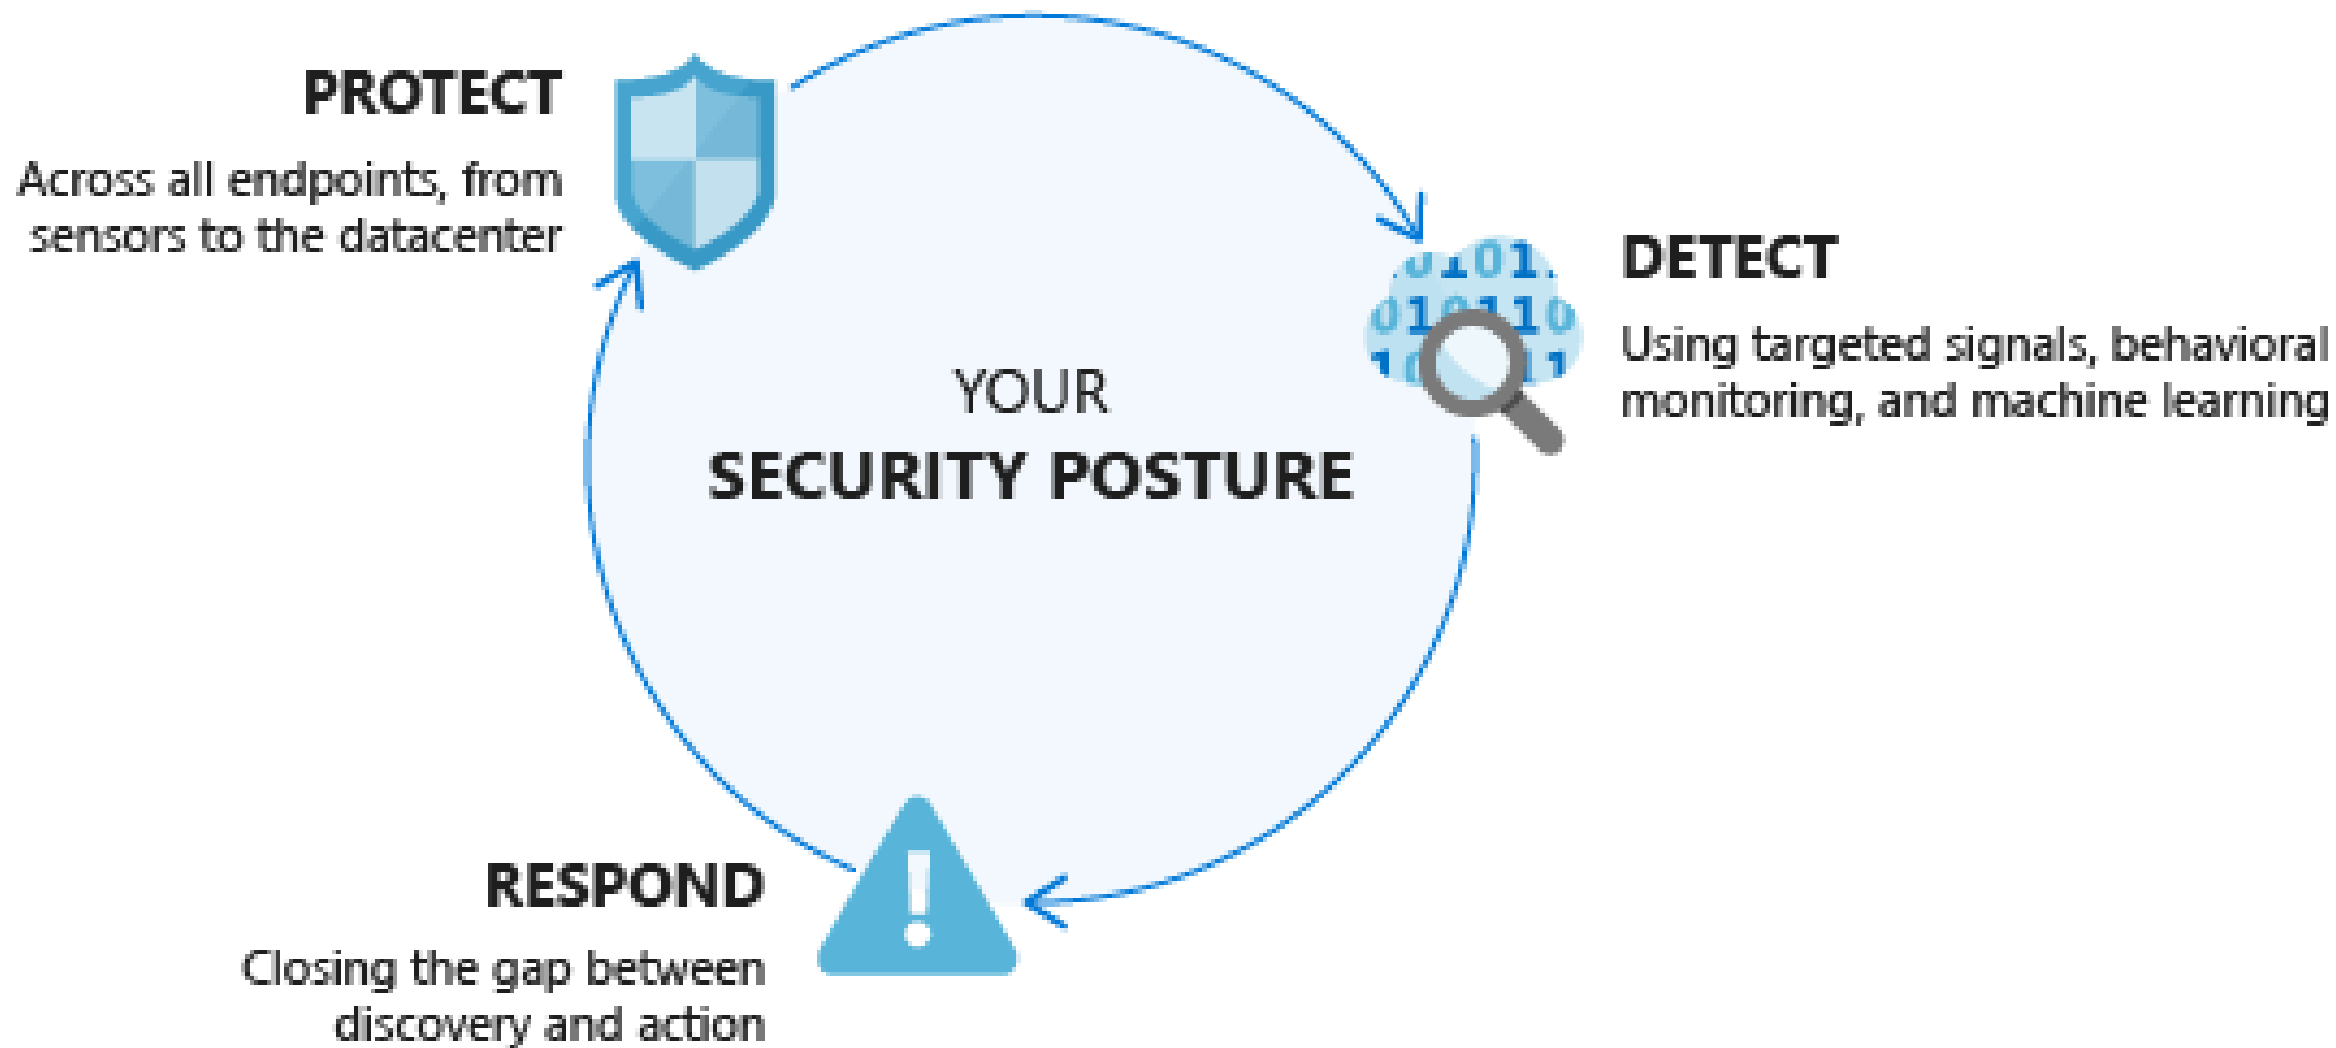 PROTECT
Across all endpoints, from
sensors to the datacenter
DETECT
Using targeted signals, behavioral
monitoring, and machine learning
YOUR
SECURITY POSTURE
RESPOND
Closing the gap between
discovery and action